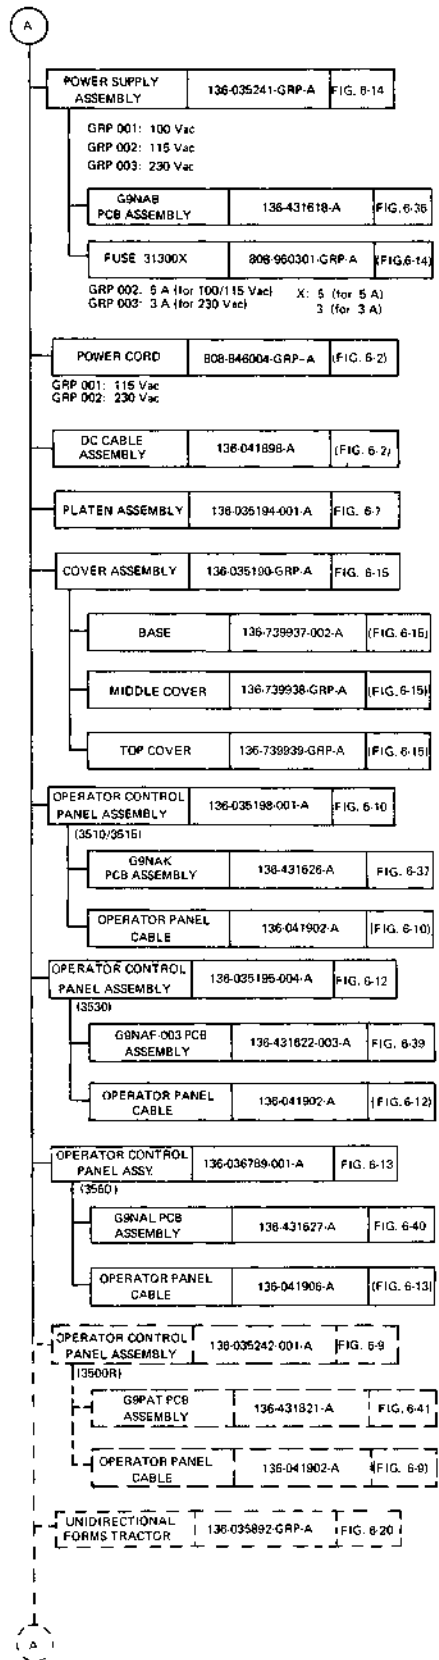 A
POWER SUPPLY ASSEMBLY 136-035241-GRP-A FIG. 6-14
GRP 001: 100 Vac
GRP 002: 115 Vac
GRP 003: 230 Vac
G9NAB PCB ASSEMBLY 136-431618-A (FIG. 6-36
FUSE 31300X 808-960301-GRP-A (FIG. 6-14)
GRP 002: 5 A (for 100/115 Vac) X: 5 (for 5 A)
GRP 003: 3 A (for 230 Vac) 3 (for 3 A)
POWER CORD 808-846004-GRP-A (FIG. 6-2)
GRP 001: 115 Vac
GRP 002: 230 Vac
DC CABLE ASSEMBLY 136-041898-A (FIG. 6-2)
PLATEN ASSEMBLY 136-035194-001-A FIG. 6-7
COVER ASSEMBLY 136-035190-GRP-A FIG. 6-15
BASE 136-739937-002-A (FIG. 6-15)
MIDDLE COVER 136-739938-GRP-A (FIG. 6-15)
TOP COVER 136-739939-GRP-A (FIG. 6-15)
OPERATOR CONTROL PANEL ASSEMBLY 136-035198-001-A FIG. 6-10
(3510/3515)
G9NAK PCB ASSEMBLY 136-431626-A FIG. 6-37
OPERATOR PANEL CABLE 136-041902-A (FIG. 6-10)
OPERATOR CONTROL PANEL ASSEMBLY 136-035195-004-A FIG. 6-12
(3530)
G9NAF-003 PCB ASSEMBLY 136-431622-003-A FIG. 6-39
OPERATOR PANEL CABLE 136-041902-A (FIG. 6-12)
OPERATOR CONTROL PANEL ASSY. 136-036789-001-A FIG. 6-13
(3560)
G9NAL PCB ASSEMBLY 136-431627-A FIG. 6-40
OPERATOR PANEL CABLE 136-041906-A (FIG. 6-13)
OPERATOR CONTROL PANEL ASSEMBLY 136-035242-001-A FIG. 6-9
(3500R)
G9PAT PCB ASSEMBLY 136-431821-A FIG. 6-41
OPERATOR PANEL CABLE 136-041902-A (FIG. 6-9)
UNIDIRECTIONAL FORMS TRACTOR 136-035892-GRP-A FIG. 6-20
A